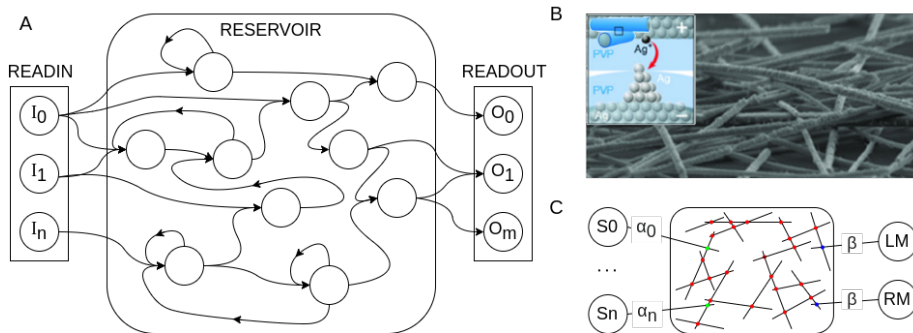 A
RESERVOIR
READIN
READOUT
I0
I1
In
O0
O1
Om
B
PVP
Ag+
Ag
PVP
Ag
+
−
C
S0
α0
...
Sn
αn
β
LM
β
RM